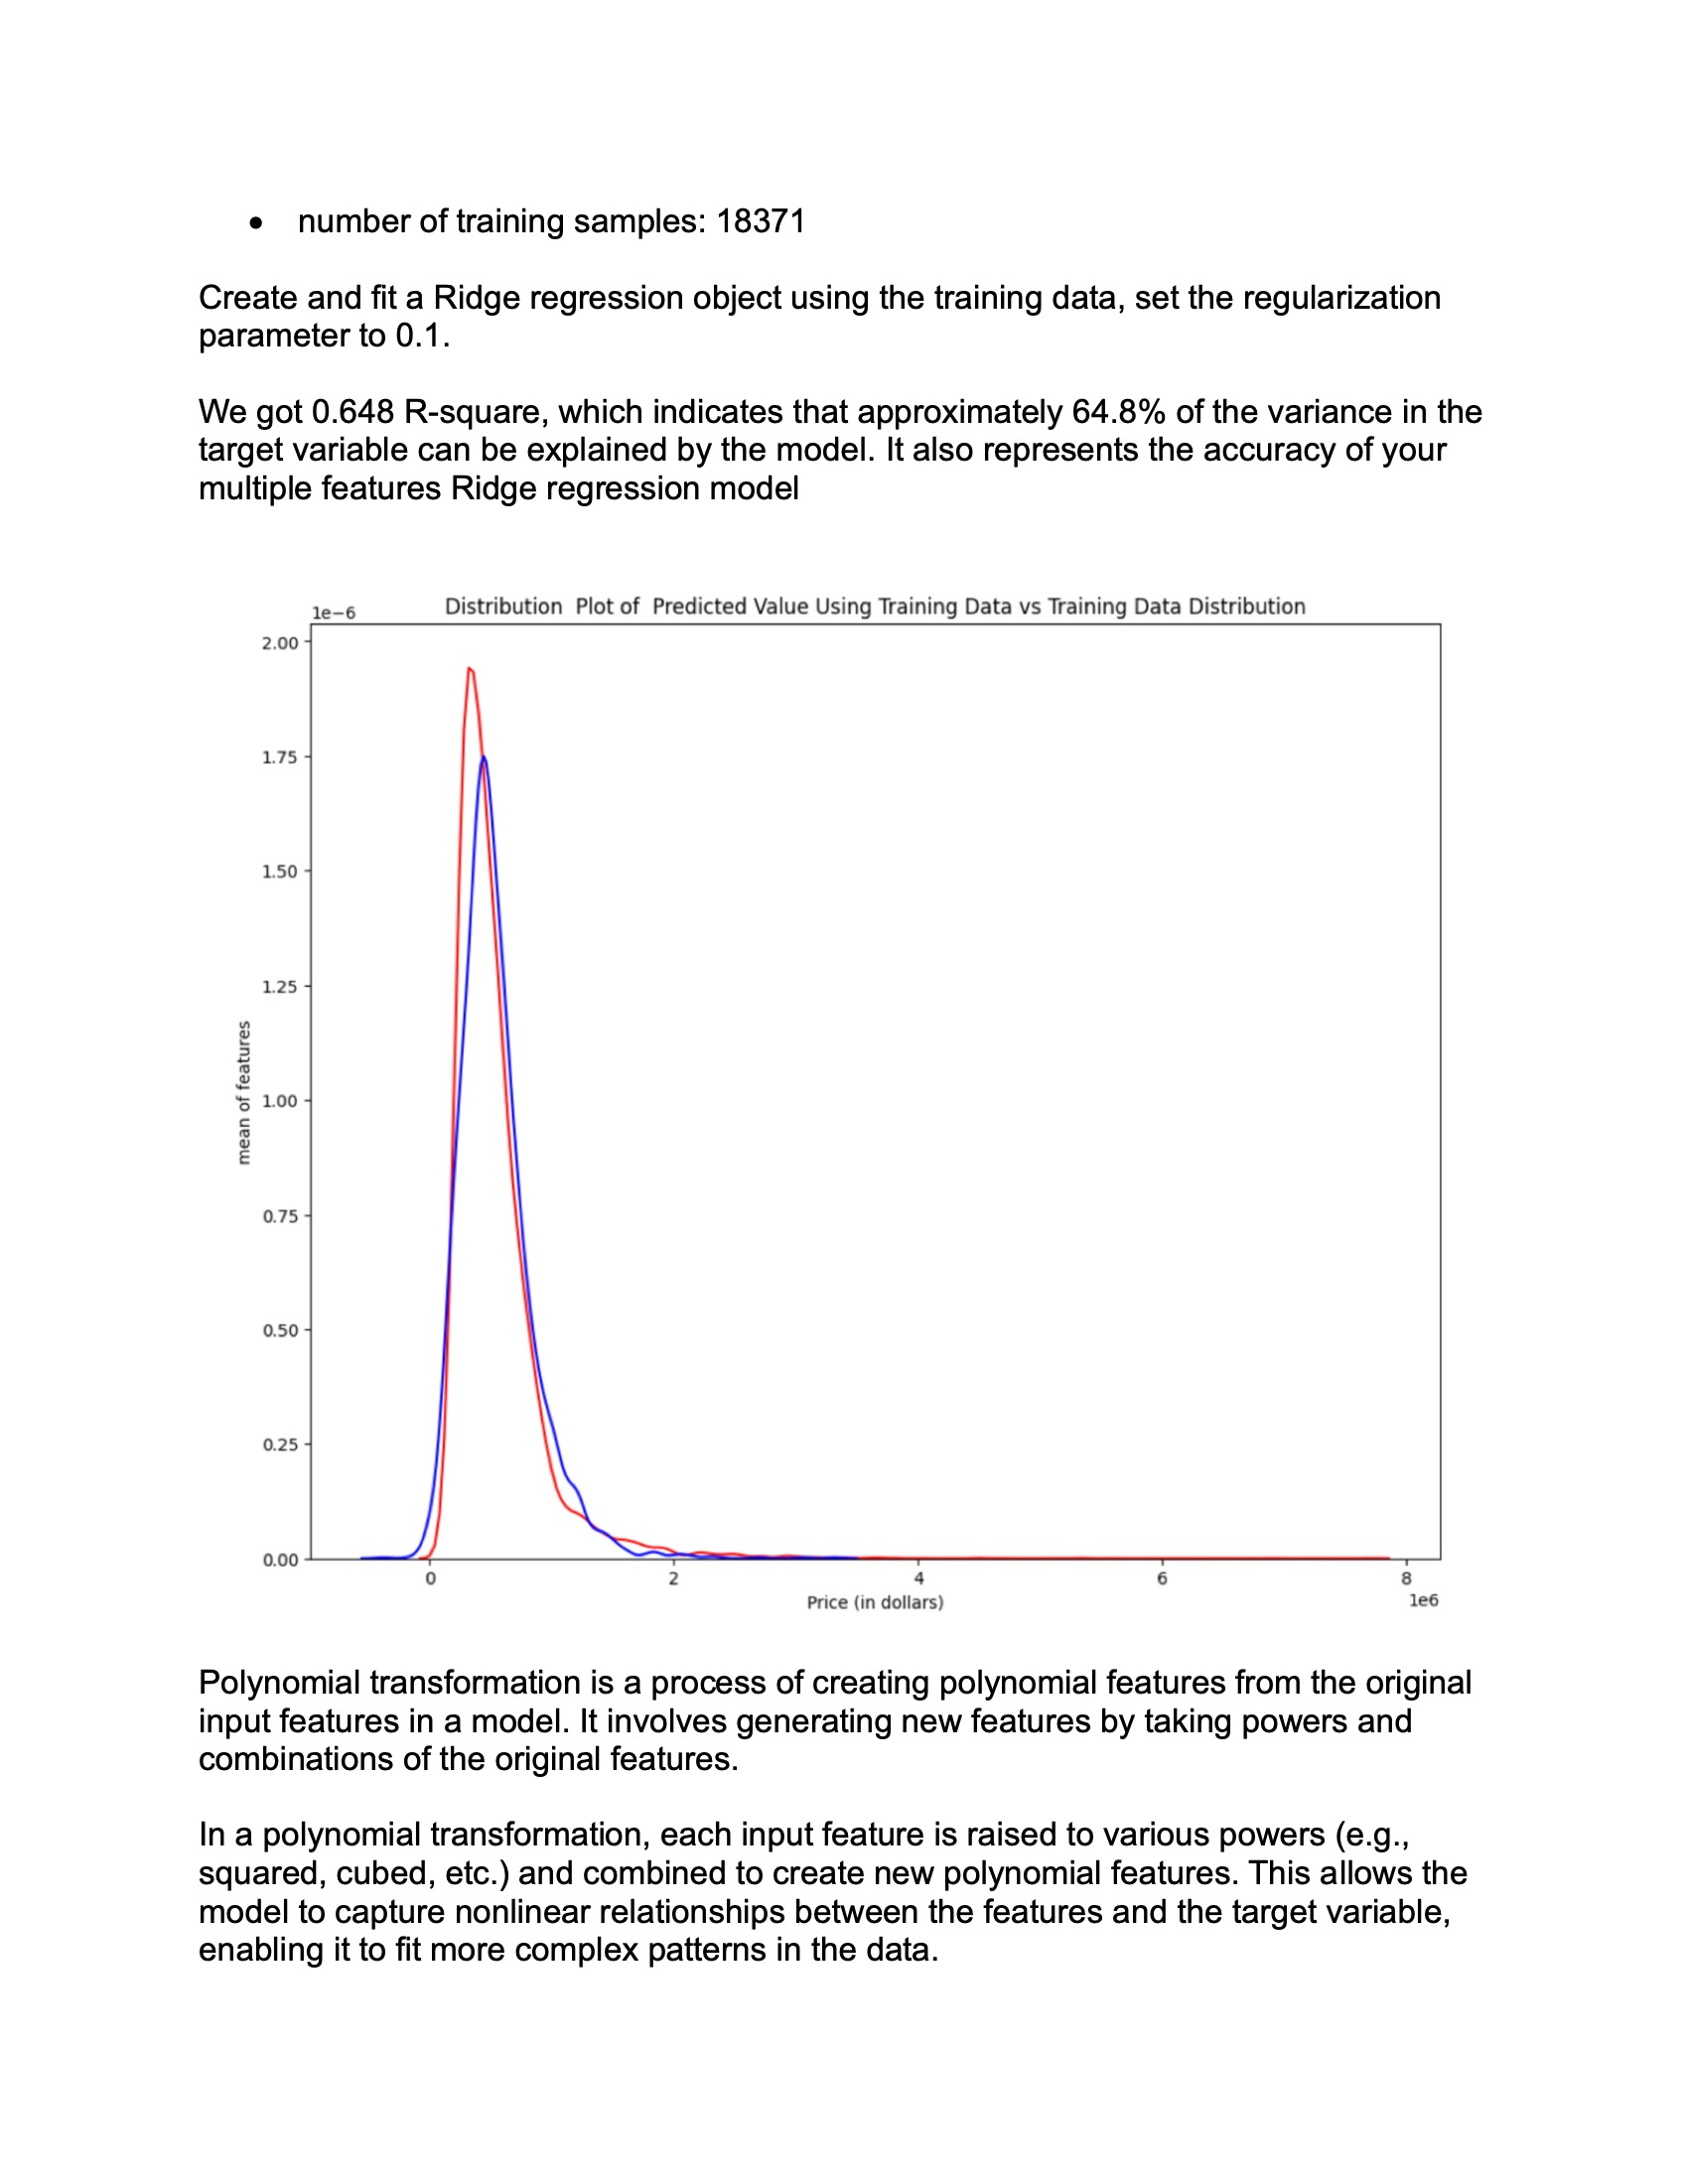 • number of training samples: 18371
Create and fit a Ridge regression object using the training data, set the regularization
parameter to 0.1.
We got 0.648 R-square, which indicates that approximately 64.8% of the variance in the
target variable can be explained by the model. It also represents the accuracy of your
multiple features Ridge regression model
Distribution  Plot of  Predicted Value Using Training Data vs Training Data Distribution
1e−6
2.00
1.75
1.50
1.25
1.00
0.75
0.50
0.25
0.00
mean of features
0 2 4 6 8
1e6
Price (in dollars)
Polynomial transformation is a process of creating polynomial features from the original
input features in a model. It involves generating new features by taking powers and
combinations of the original features.
In a polynomial transformation, each input feature is raised to various powers (e.g.,
squared, cubed, etc.) and combined to create new polynomial features. This allows the
model to capture nonlinear relationships between the features and the target variable,
enabling it to fit more complex patterns in the data.